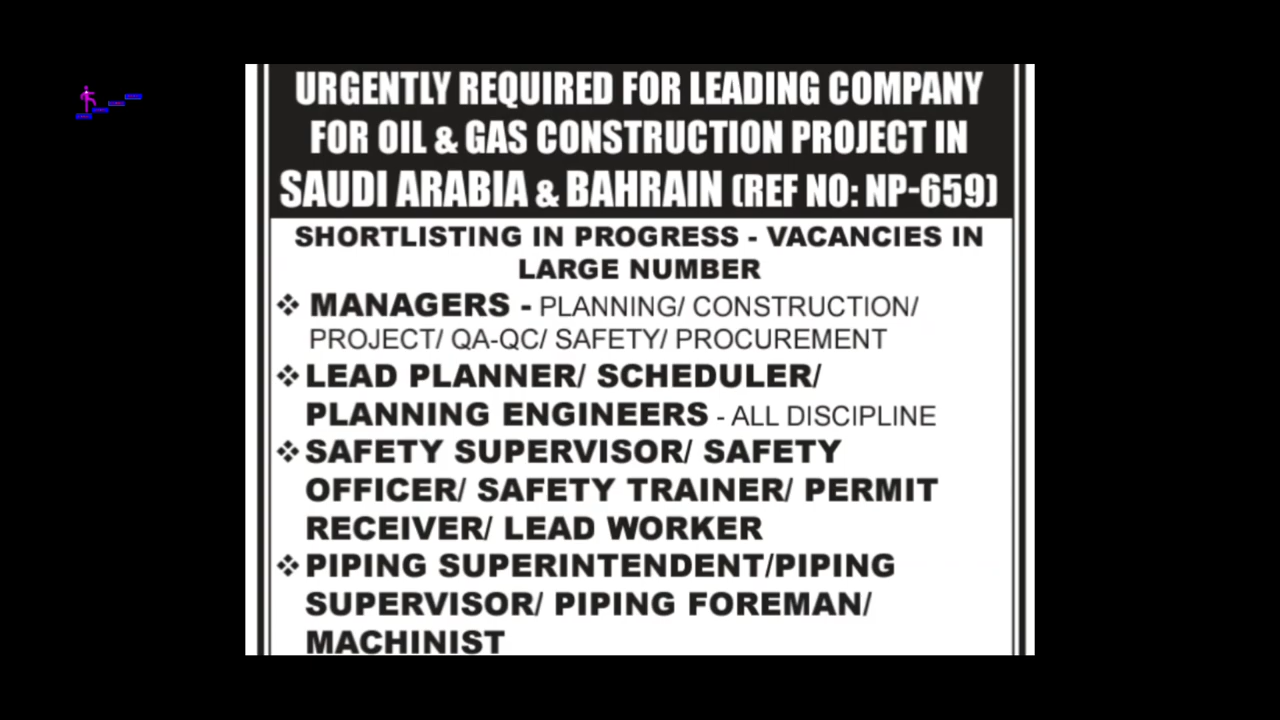 URGENTLY REQUIRED FOR LEADING COMPANY
FOR OIL & GAS CONSTRUCTION PROJECT IN
SAUDI ARABIA & BAHRAIN (REF NO: NP-659)
SHORTLISTING IN PROGRESS - VACANCIES IN
LARGE NUMBER
❖ MANAGERS - PLANNING/ CONSTRUCTION/
PROJECT/ QA-QC/ SAFETY/ PROCUREMENT
❖ LEAD PLANNER/ SCHEDULER/
PLANNING ENGINEERS - ALL DISCIPLINE
❖ SAFETY SUPERVISOR/ SAFETY
OFFICER/ SAFETY TRAINER/ PERMIT
RECEIVER/ LEAD WORKER
❖ PIPING SUPERINTENDENT/PIPING
SUPERVISOR/ PIPING FOREMAN/
MACHINIST